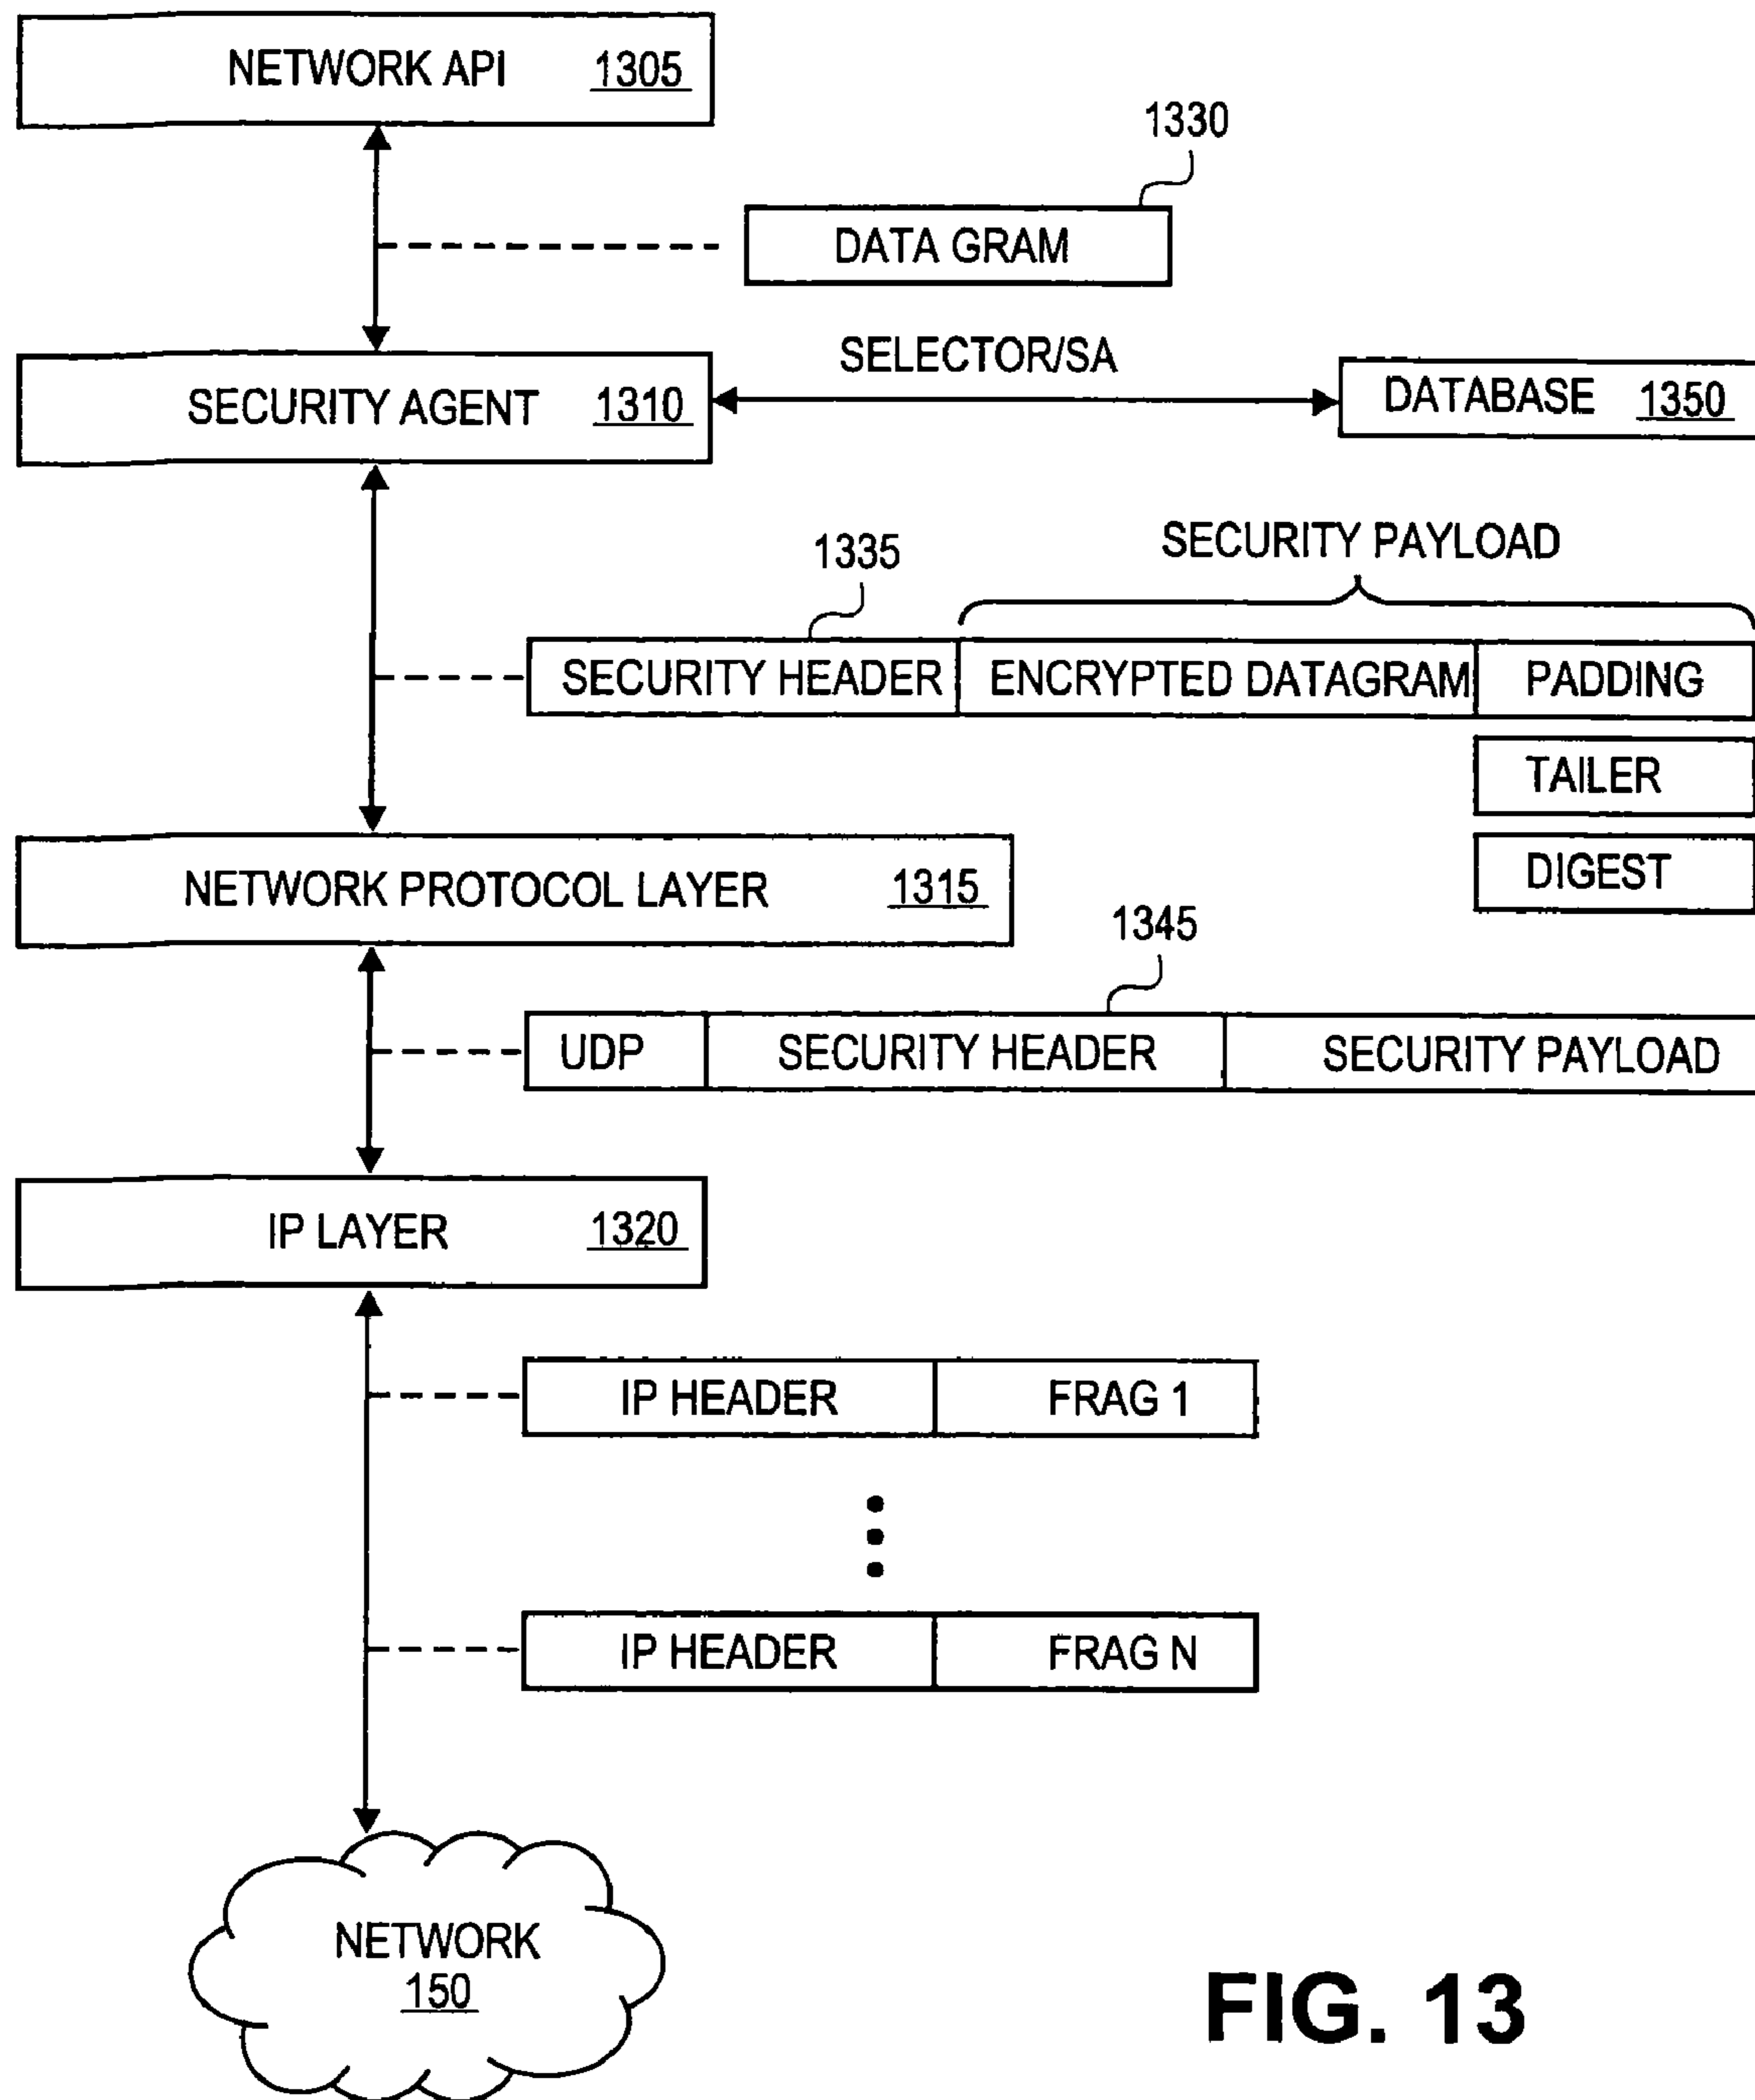 NETWORK API 1305
1330
DATA GRAM
SELECTOR/SA
SECURITY AGENT 1310
DATABASE 1350
SECURITY PAYLOAD
1335
SECURITY HEADER ENCRYPTED DATAGRAM PADDING
TAILER
DIGEST
NETWORK PROTOCOL LAYER 1315
1345
UDP SECURITY HEADER SECURITY PAYLOAD
IP LAYER 1320
IP HEADER FRAG 1
IP HEADER FRAG N
NETWORK
150
FIG. 13